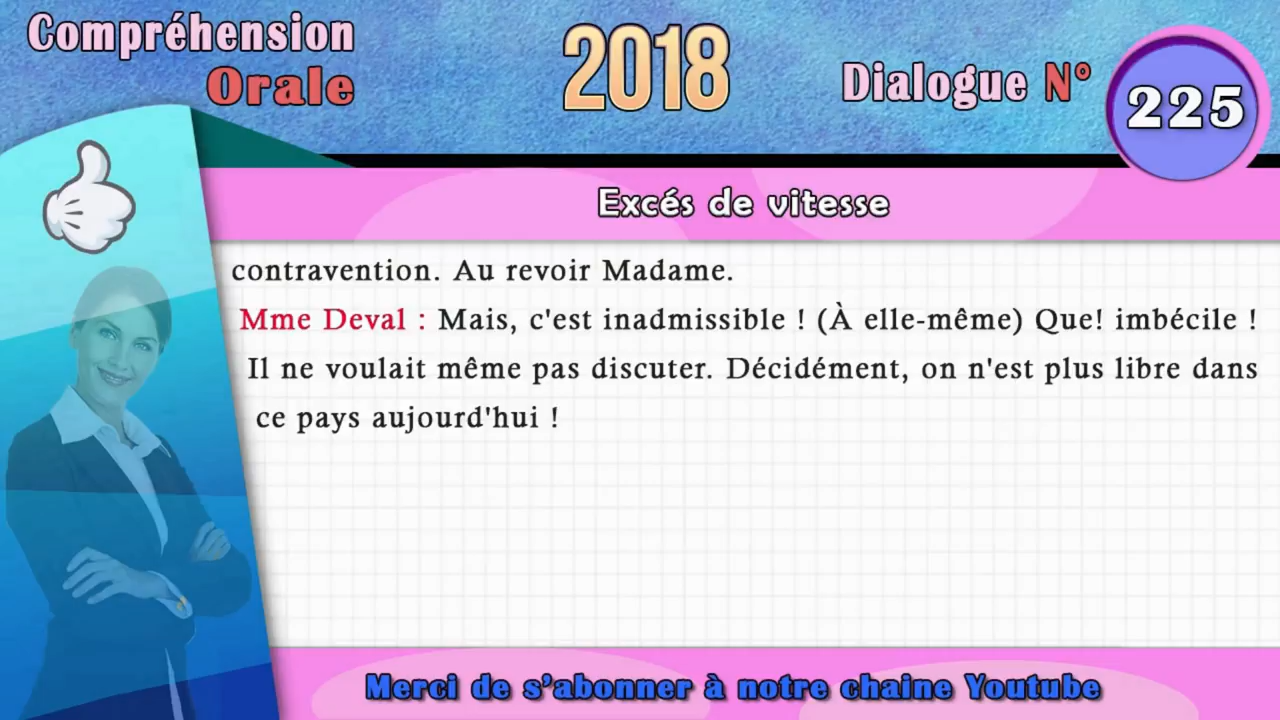 Compréhension
Orale
2018
Dialogue N°
225
Excés de vitesse
contravention. Au revoir Madame.
Mme Deval : Mais, c'est inadmissible ! (À elle-même) Que! imbécile !
Il ne voulait même pas discuter. Décidément, on n'est plus libre dans
ce pays aujourd'hui !
Merci de s'abonner à notre chaine Youtube